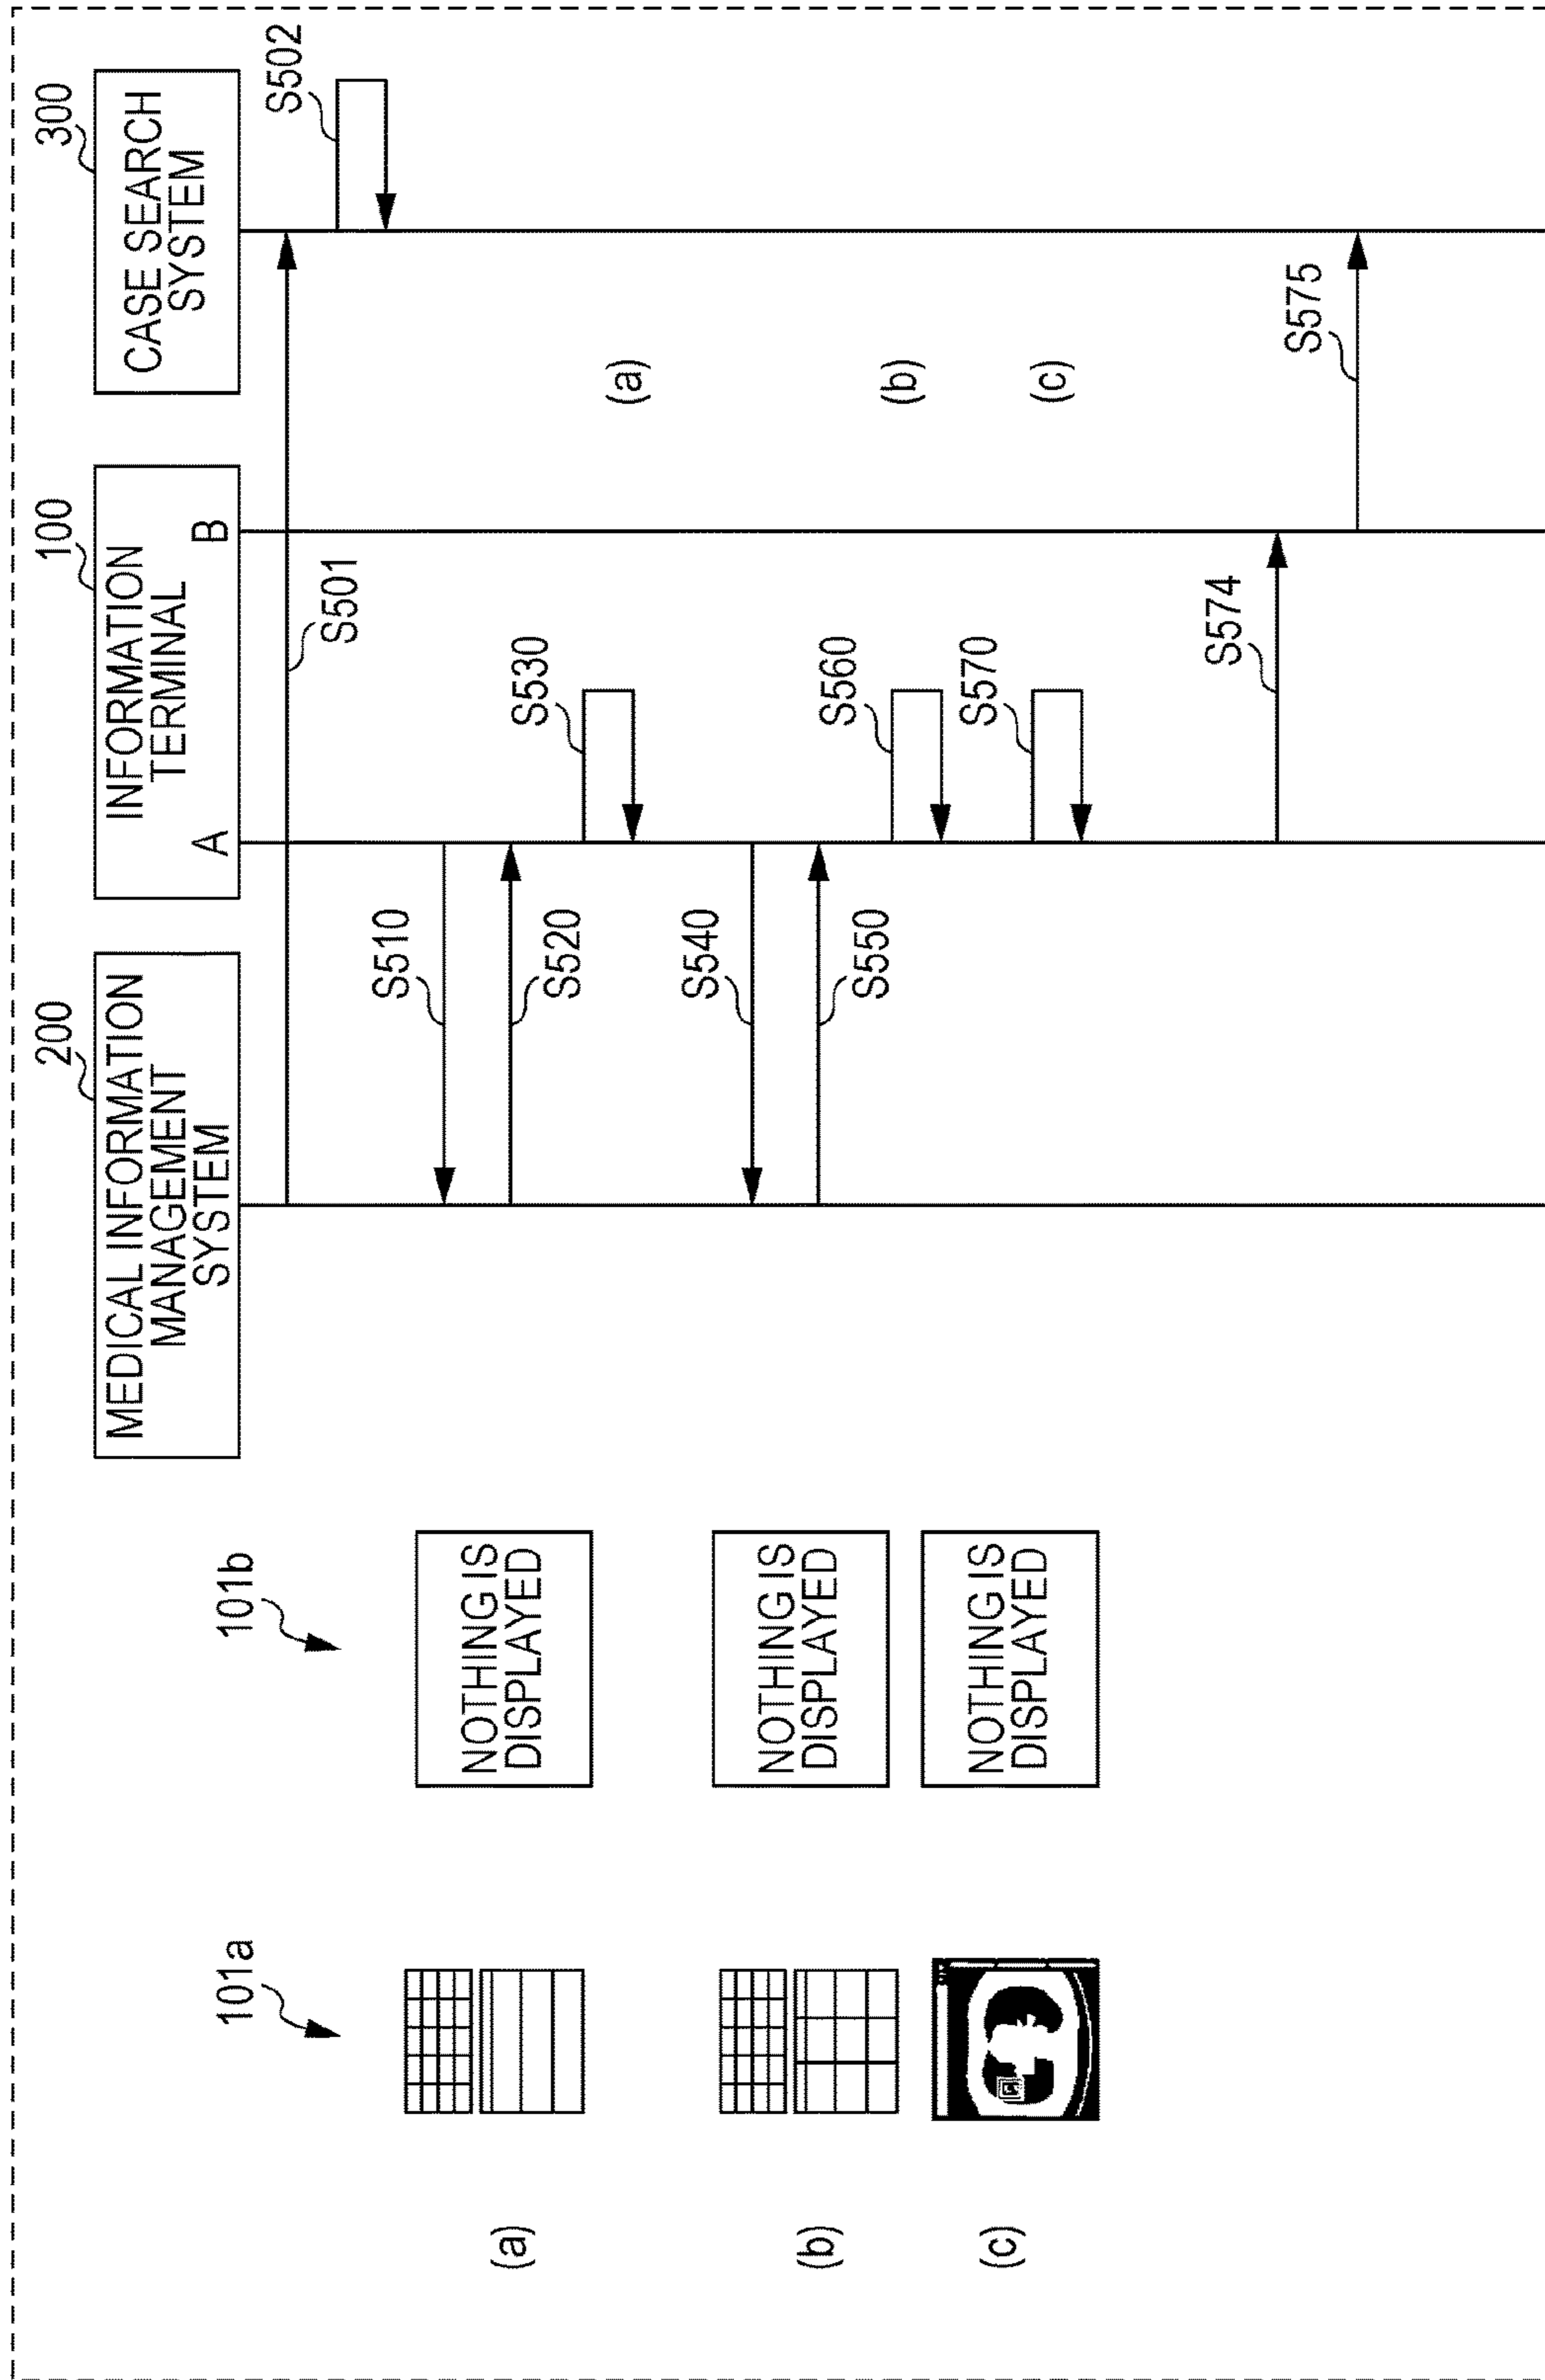 200
MEDICAL INFORMATION
MANAGEMENT
SYSTEM
100
INFORMATION
TERMINAL
A
B
300
CASE SEARCH
SYSTEM
101a
101b
S501
S502
S510
S520
S530
(a)
S540
S550
S560
(b)
S570
(c)
S574
S575
(a)
NOTHING IS
DISPLAYED
(b)
NOTHING IS
DISPLAYED
(c)
NOTHING IS
DISPLAYED